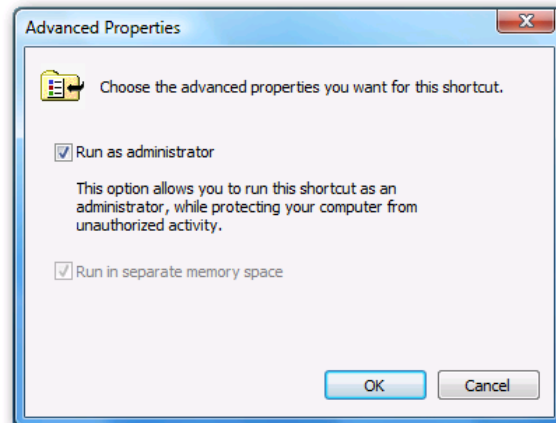 Advanced Properties
Choose the advanced properties you want for this shortcut.
Run as administrator
This option allows you to run this shortcut as an
administrator, while protecting your computer from
unauthorized activity.
Run in separate memory space
OK Cancel